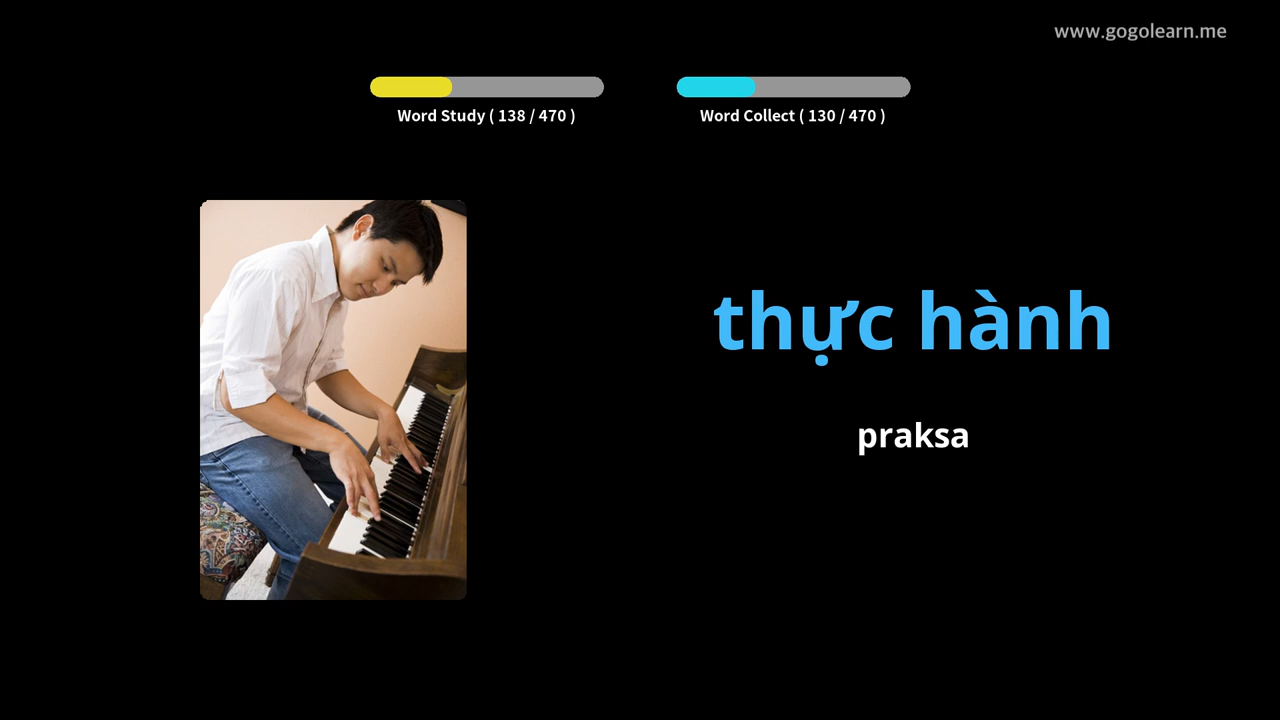 www.gogolearn.me
Word Study ( 138 / 470 )
Word Collect ( 130 / 470 )
thực hành
praksa